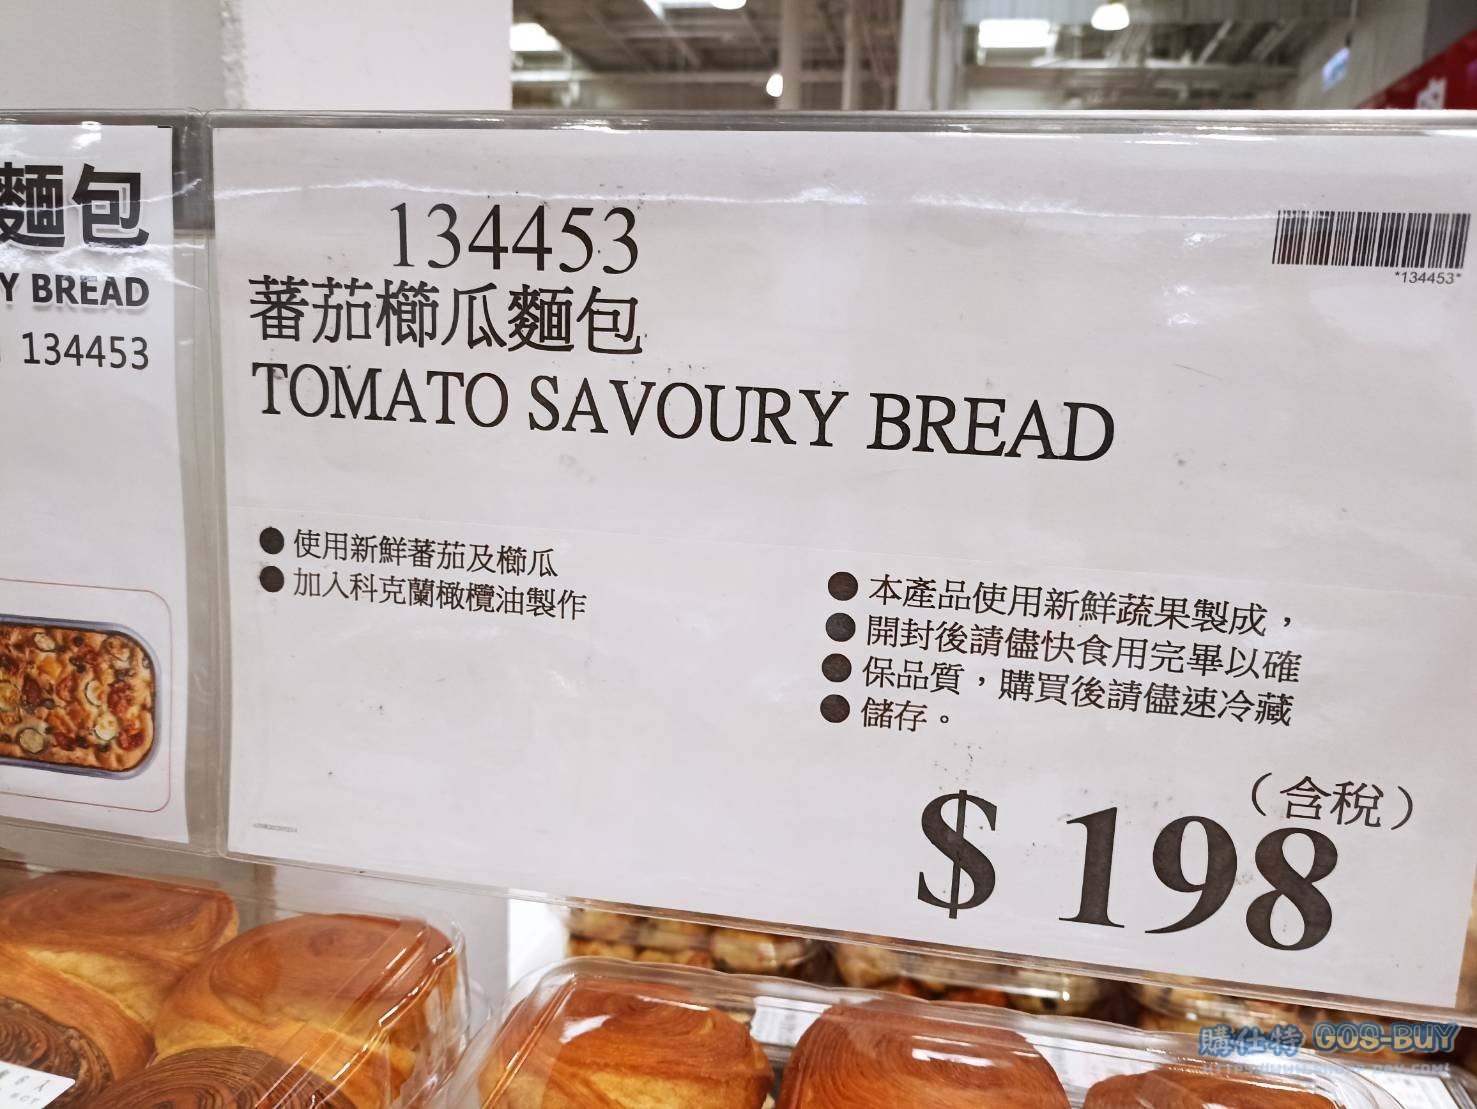 麵包
Y BREAD
134453
134453
蕃茄櫛瓜麵包
TOMATO SAVOURY BREAD
*134453*
● 使用新鮮蕃茄及櫛瓜
● 加入科克蘭橄欖油製作
● 本產品使用新鮮蔬果製成，
● 開封後請儘快食用完畢以確
● 保品質，購買後請儘速冷藏
● 儲存。
（含稅）
$ 198
購仕特 GOS-BUY